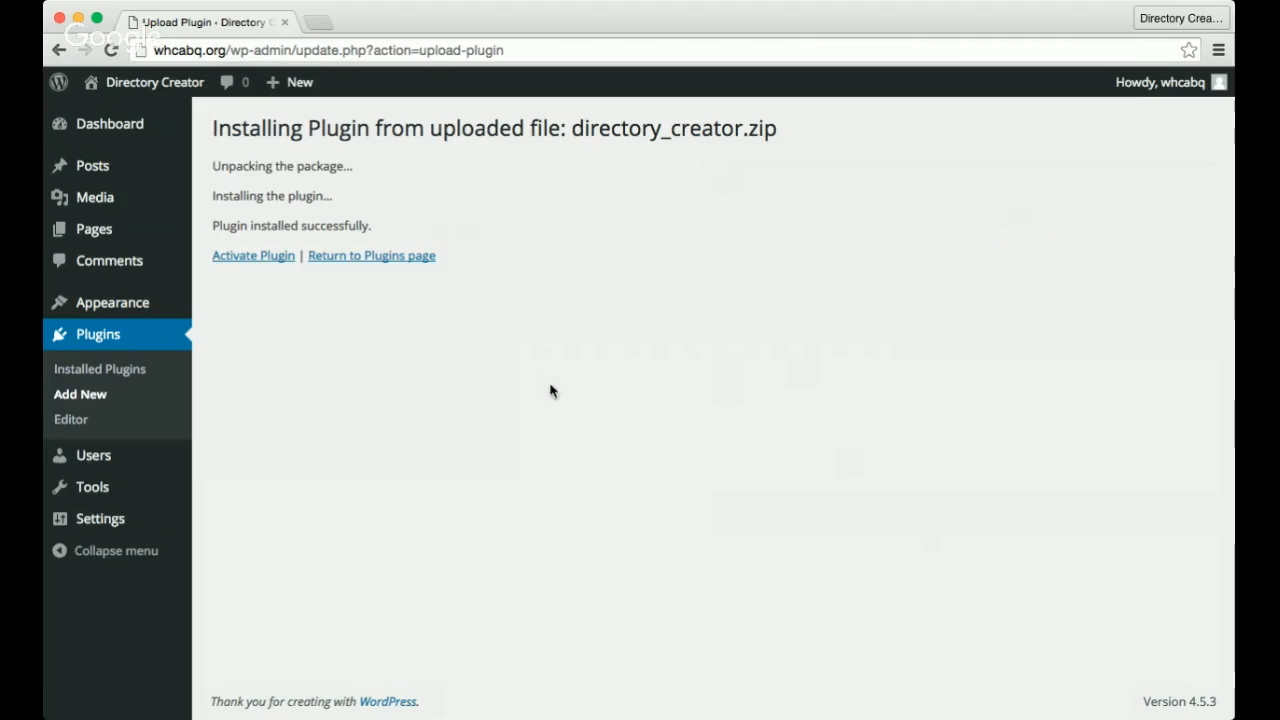 Upload Plugin ‹ Directory C
Directory Crea...
Google
whcabq.org/wp-admin/update.php?action=upload-plugin
Directory Creator 0 New
Howdy, whcabq
Dashboard
Posts
Media
Pages
Comments
Appearance
Plugins
Installed Plugins
Add New
Editor
Users
Tools
Settings
Collapse menu
Installing Plugin from uploaded file: directory_creator.zip
Unpacking the package...
Installing the plugin...
Plugin installed successfully.
Activate Plugin | Return to Plugins page
Thank you for creating with WordPress.
Version 4.5.3